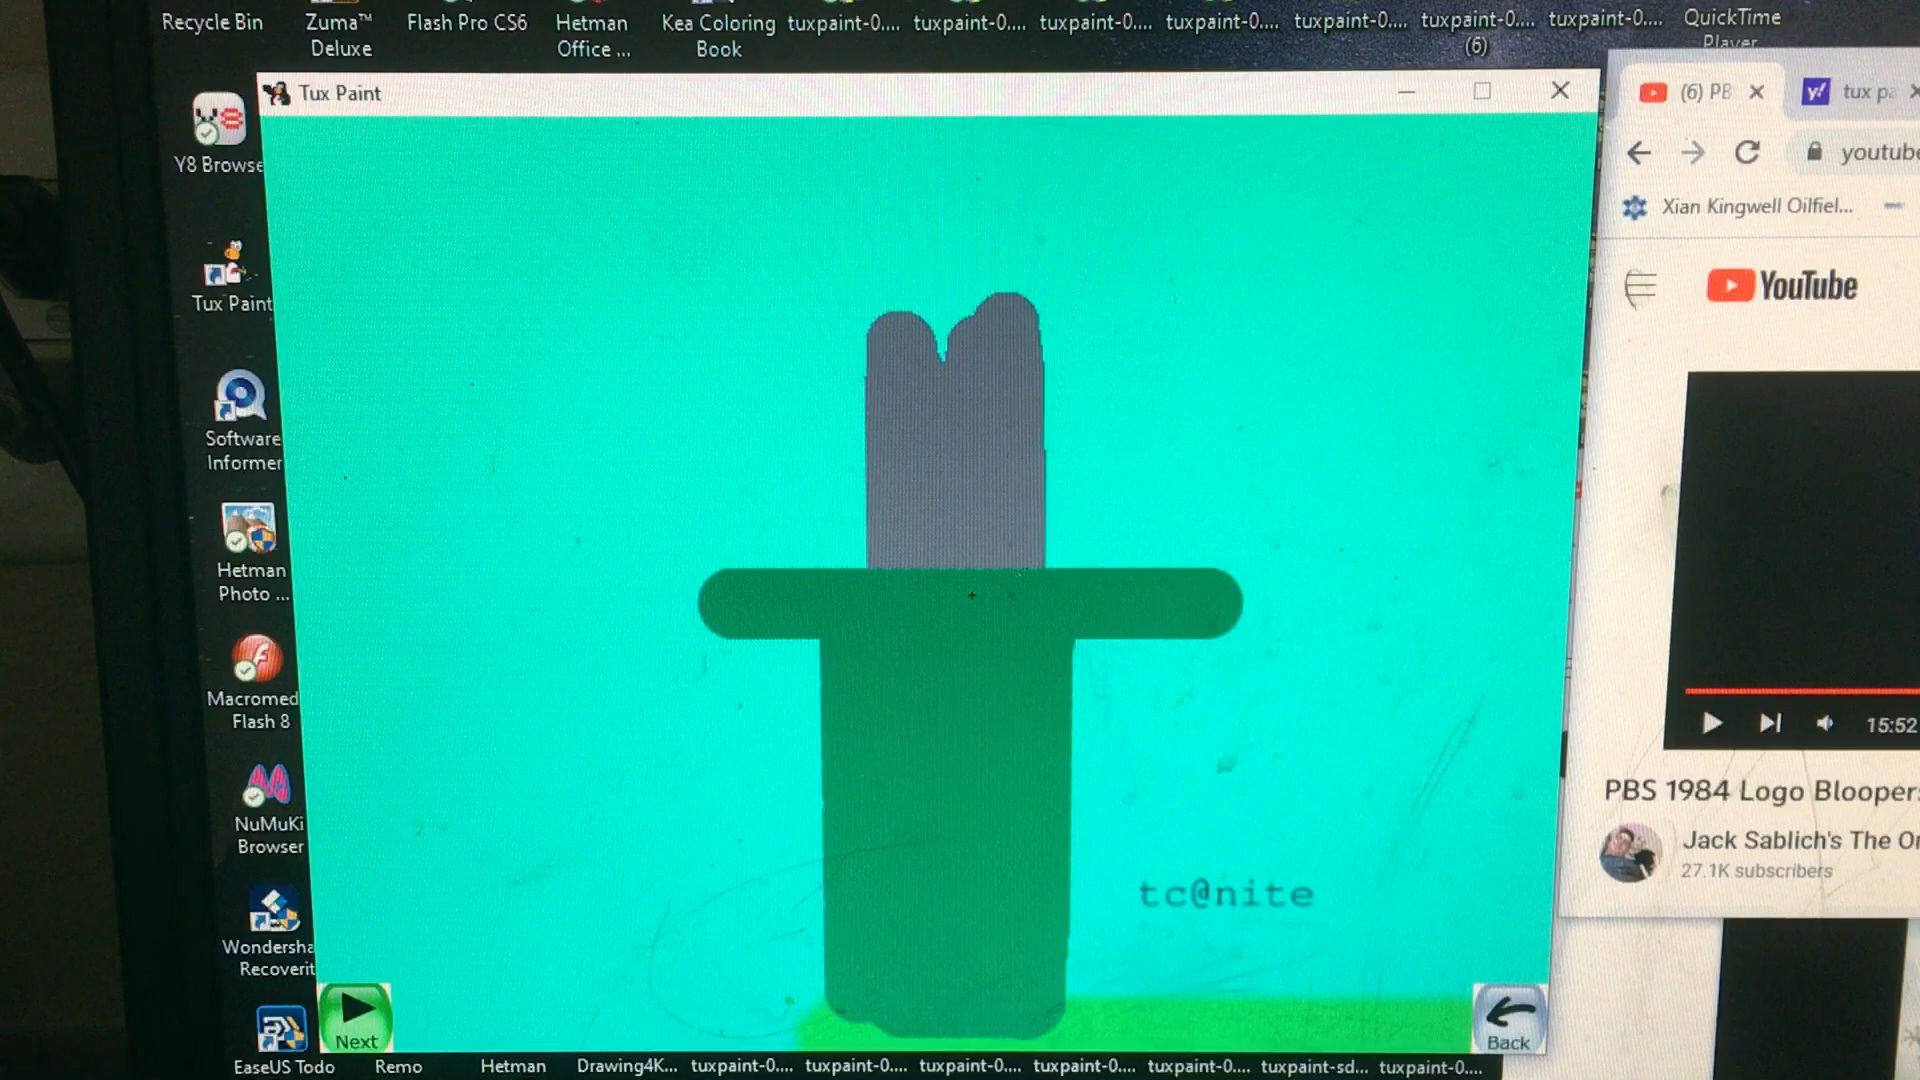 Recycle Bin
Zuma™ Deluxe
Flash Pro CS6
Hetman Office ...
Kea Coloring Book
tuxpaint-0....
tuxpaint-0....
tuxpaint-0....
tuxpaint-0....
tuxpaint-0....
tuxpaint-0.... (6)
tuxpaint-0....
QuickTime Player
Tux Paint
(6) PB
tux pa
Y8 Browse
youtube
Xian Kingwell Oilfiel...
Tux Paint
YouTube
Software Informer
Hetman Photo ...
Macromed Flash 8
15:52
PBS 1984 Logo Blooper
NuMuKi Browser
Jack Sablich's The Or
27.1K subscribers
tc@nite
Wondersha Recoverit
Next
Back
EaseUS Todo
Remo
Hetman
Drawing4K...
tuxpaint-0....
tuxpaint-0....
tuxpaint-0....
tuxpaint-0....
tuxpaint-0....
tuxpaint-sd...
tuxpaint-0....